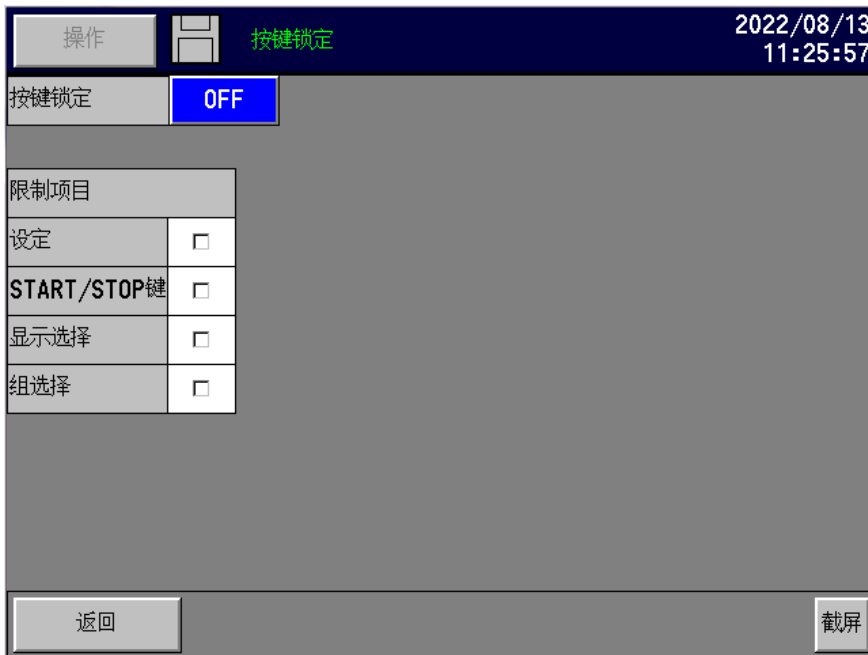 操作
按键锁定
2022/08/13
11:25:57
按键锁定 OFF
限制项目
设定
START/STOP键
显示选择
组选择
返回
截屏